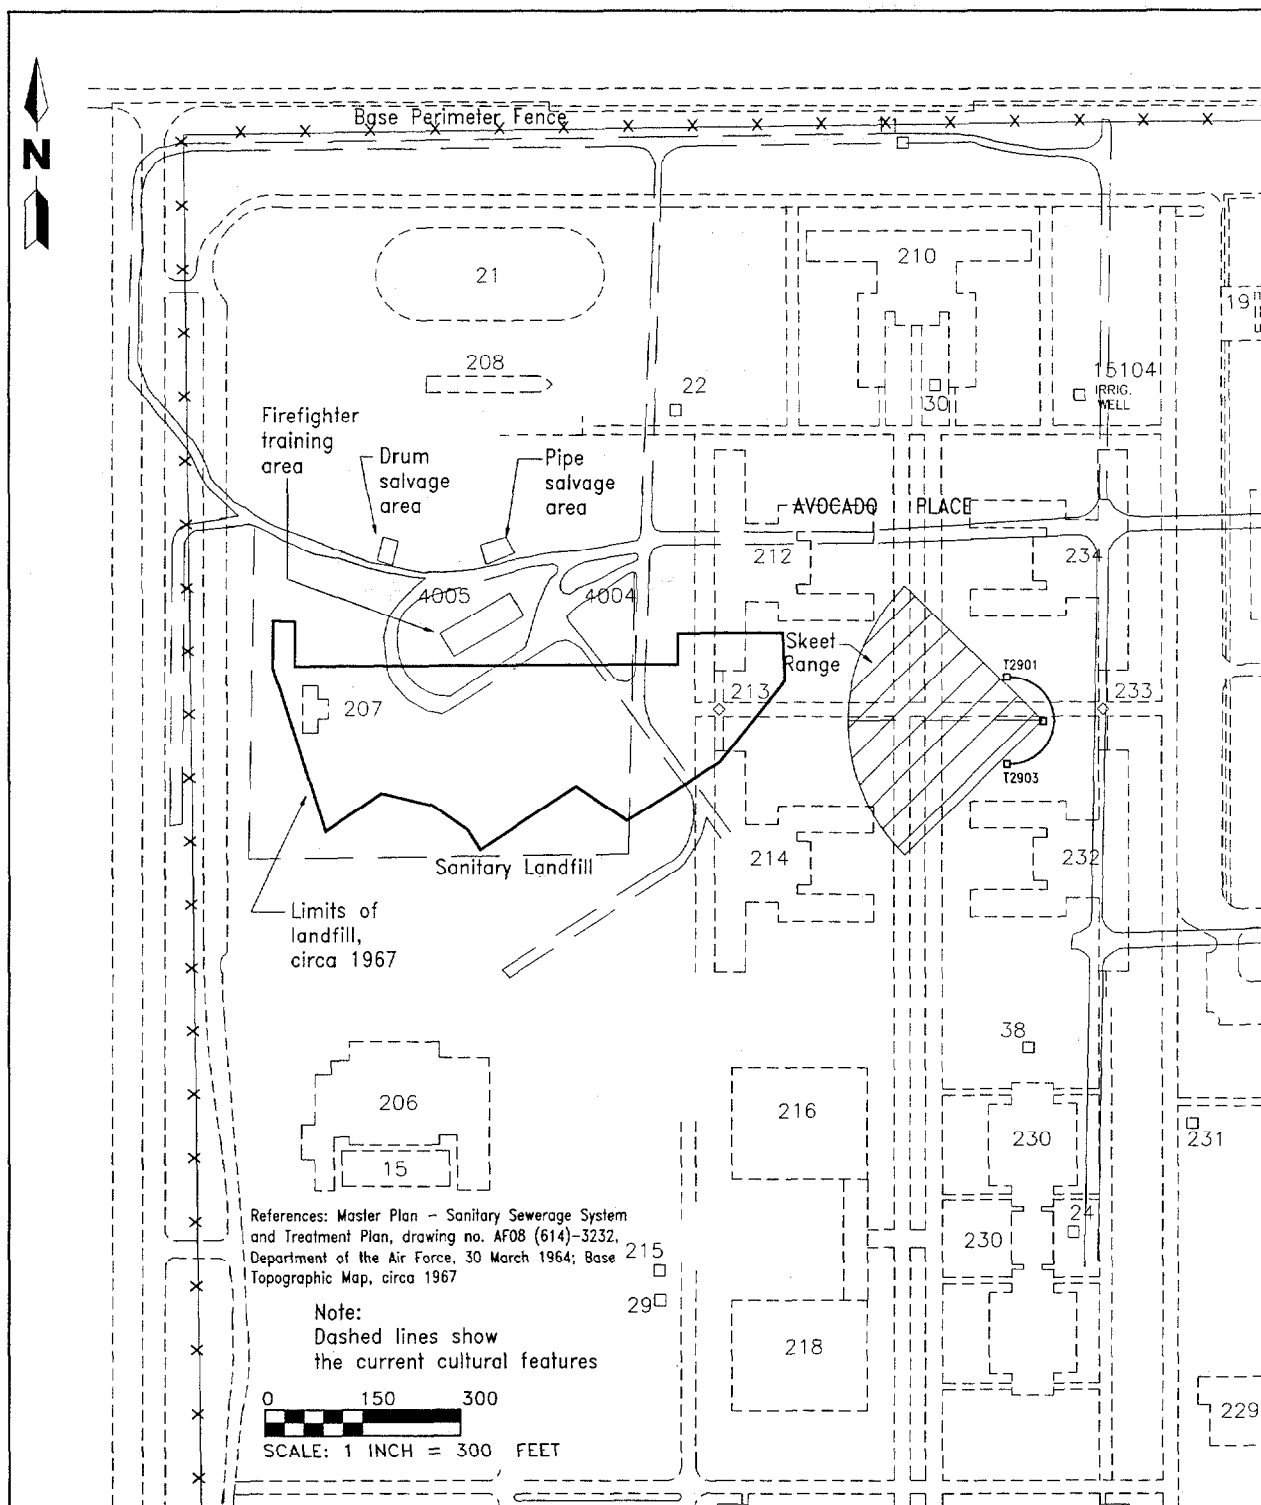 Base Perimeter Fence
N
21
210
19
208
22
30
15104
IRRIG.
WELL
Firefighter
training
area
Drum
salvage
area
Pipe
salvage
area
AVOCADO PLACE
212
234
4005
4004
Skeet
Range
T2901
213
233
207
T2903
214
232
Sanitary Landfill
Limits of
landfill,
circa 1967
38
206
216
230
231
15
24
230
References: Master Plan – Sanitary Sewerage System
and Treatment Plan, drawing no. AF08 (614)-3232,
Department of the Air Force, 30 March 1964; Base
Topographic Map, circa 1967
215
29
Note:
Dashed lines show
the current cultural features
218
0 150 300
SCALE: 1 INCH = 300 FEET
229